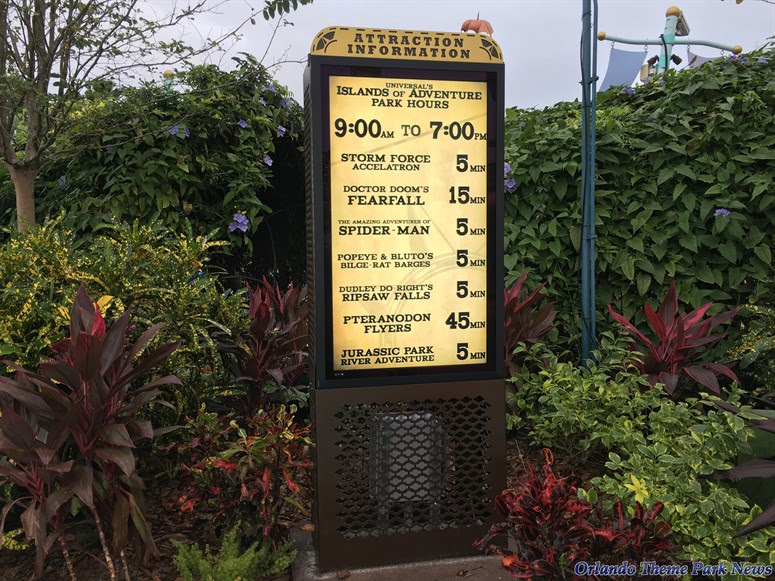 ATTRACTION
INFORMATION
UNIVERSAL'S
ISLANDS OF ADVENTURE
PARK HOURS
9:00AM TO 7:00PM
STORM FORCE
ACCELATRON
5 MIN
DOCTOR DOOM'S
FEARFALL
15 MIN
THE AMAZING ADVENTURES OF
SPIDER-MAN
5 MIN
POPEYE & BLUTO'S
BILGE-RAT BARGES
5 MIN
DUDLEY DO-RIGHT'S
RIPSAW FALLS
5 MIN
PTERANODON
FLYERS
45 MIN
JURASSIC PARK
RIVER ADVENTURE
5 MIN
Orlando Theme Park News